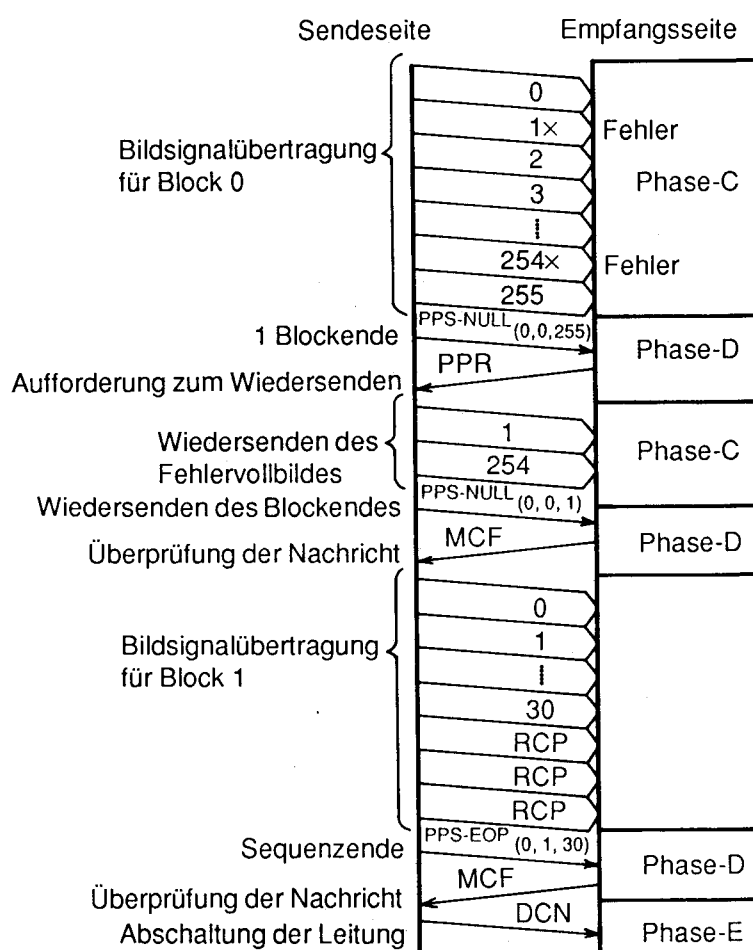 Sendeseite Empfangsseite
0
1× Fehler
Bildsignalübertragung
für Block 0
2
3 Phase-C
254× Fehler
255
PPS-NULL (0,0,255)
1 Blockende Phase-D
PPR
Aufforderung zum Wiedersenden
1
Wiedersenden des
Fehlervollbildes
Phase-C
254
PPS-NULL (0, 0, 1)
Wiedersenden des Blockendes
MCF Phase-D
Überprüfung der Nachricht
0
Bildsignalübertragung
für Block 1
1
30
RCP
RCP
RCP
PPS-EOP (0, 1, 30)
Sequenzende
Phase-D
MCF
Überprüfung der Nachricht
DCN
Abschaltung der Leitung Phase-E